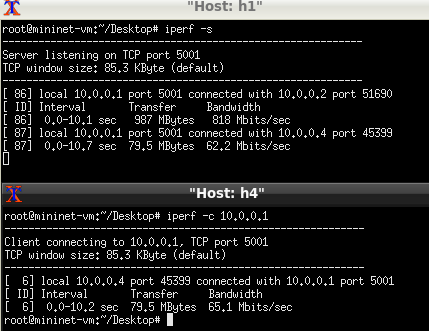 "Host: h1"
root@mininet-vm:~/Desktop# iperf -s
------------------------------------------------------------
Server listening on TCP port 5001
TCP window size: 85.3 KByte (default)
------------------------------------------------------------
[ 86] local 10.0.0.1 port 5001 connected with 10.0.0.2 port 51690
[ ID] Interval       Transfer     Bandwidth
[ 86]  0.0-10.1 sec   987 MBytes   818 Mbits/sec
[ 87] local 10.0.0.1 port 5001 connected with 10.0.0.4 port 45399
[ 87]  0.0-10.7 sec  79.5 MBytes  62.2 Mbits/sec
"Host: h4"
root@mininet-vm:~/Desktop# iperf -c 10.0.0.1
------------------------------------------------------------
Client connecting to 10.0.0.1, TCP port 5001
TCP window size: 85.3 KByte (default)
------------------------------------------------------------
[  6] local 10.0.0.4 port 45399 connected with 10.0.0.1 port 5001
[ ID] Interval       Transfer     Bandwidth
[  6]  0.0-10.2 sec  79.5 MBytes  65.1 Mbits/sec
root@mininet-vm:~/Desktop#